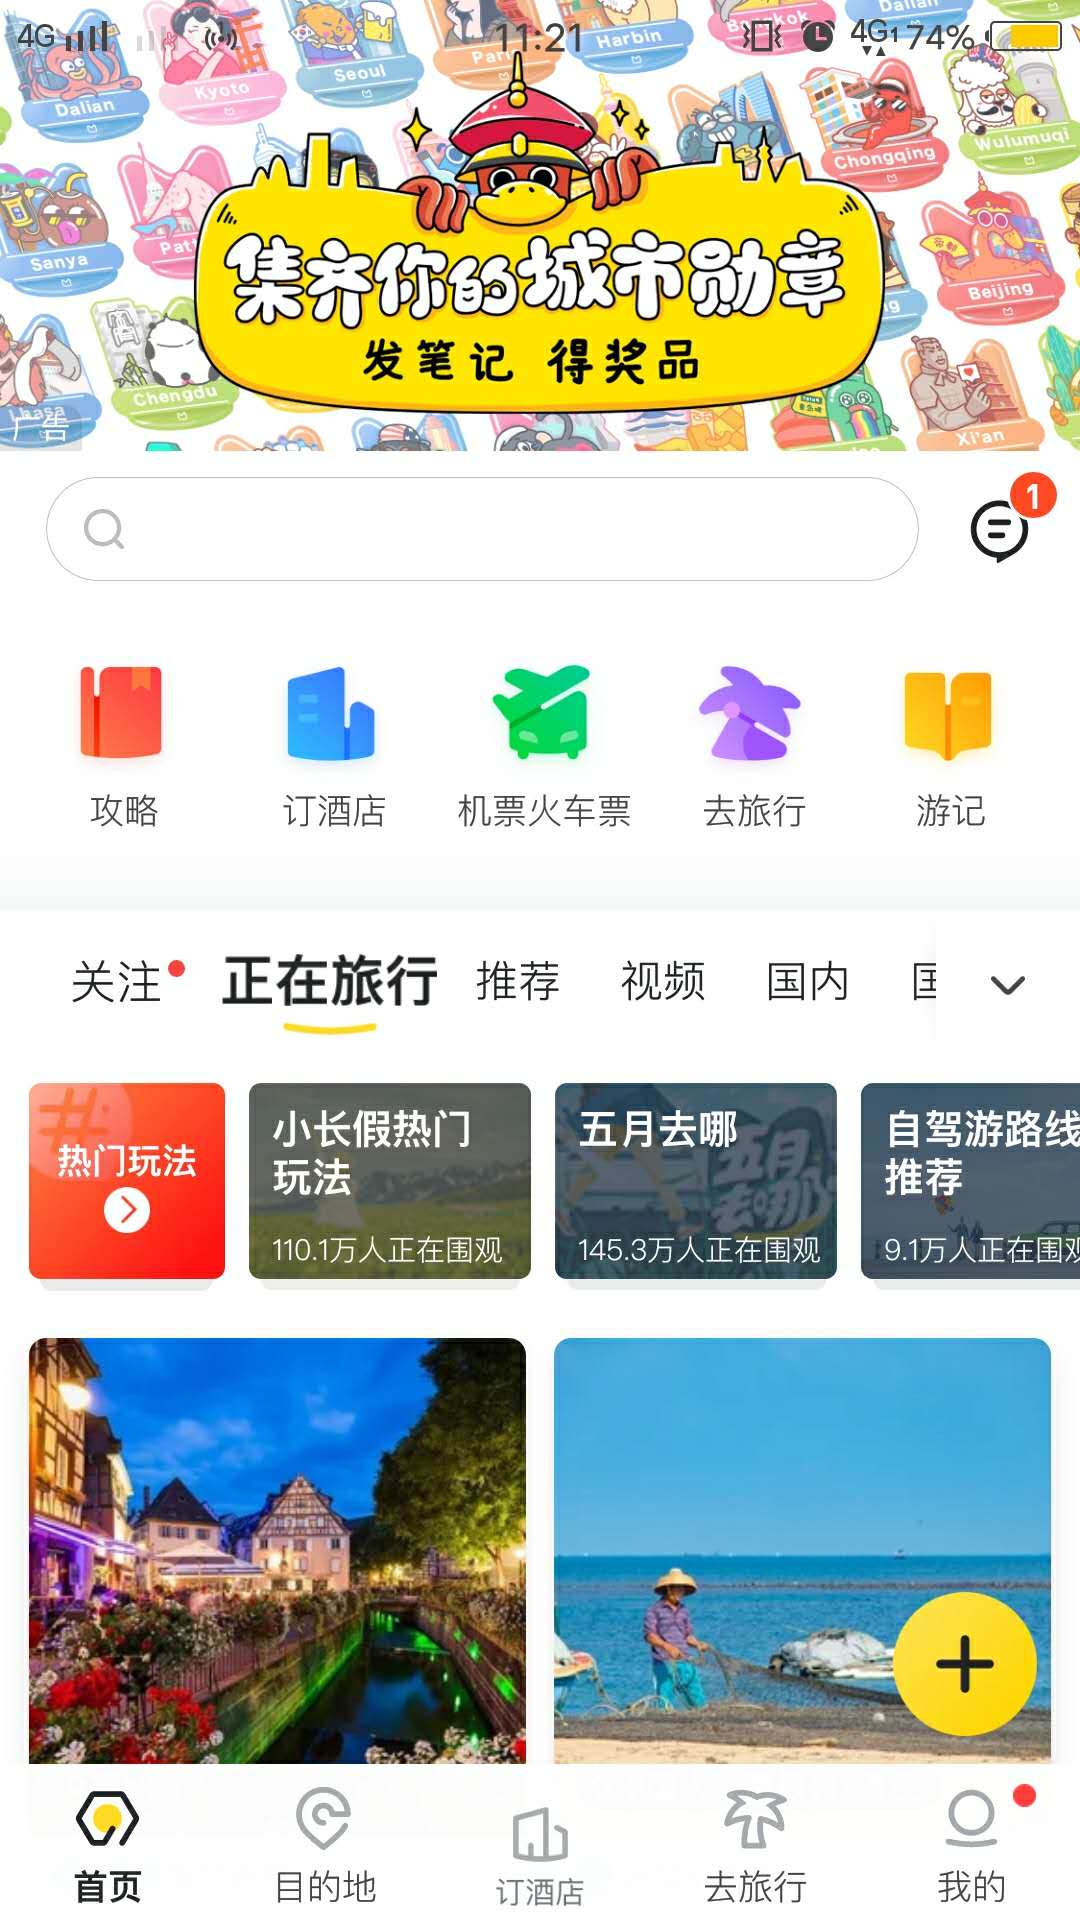 4G 11:21 4G1 74%
Dalian
Kyoto
Seoul
Harbin
Bangkok
Dalian
Chongqing
Wulumuqi
Sanya
Beijing
Chengdu
Lhasa
Xi'an
集齐你的城市勋章
发笔记 得奖品
广告
1
攻略 订酒店 机票火车票 去旅行 游记
关注 正在旅行 推荐 视频 国内
热门玩法
小长假热门
玩法
110.1万人正在围观
五月去哪
五月
去哪
145.3万人正在围观
自驾游路线
推荐
9.1万人正在围观
首页 目的地 订酒店 去旅行 我的